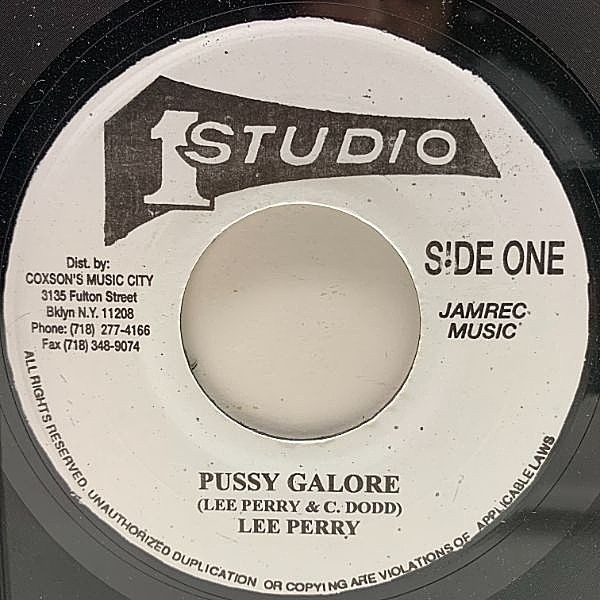 1 STUDIO
SIDE ONE
Dist. by:
COXSON'S MUSIC CITY
3135 Fulton Street
Bklyn N.Y. 11208
Phone: (718) 277-4166
Fax (718) 348-9074
JAMREC
MUSIC
PUSSY GALORE
(LEE PERRY & C. DODD)
LEE PERRY
ALL RIGHTS RESERVED. UNAUTHORIZED DUPLICATION OR COPYING ARE VIOLATIONS OF APPLICABLE LAWS